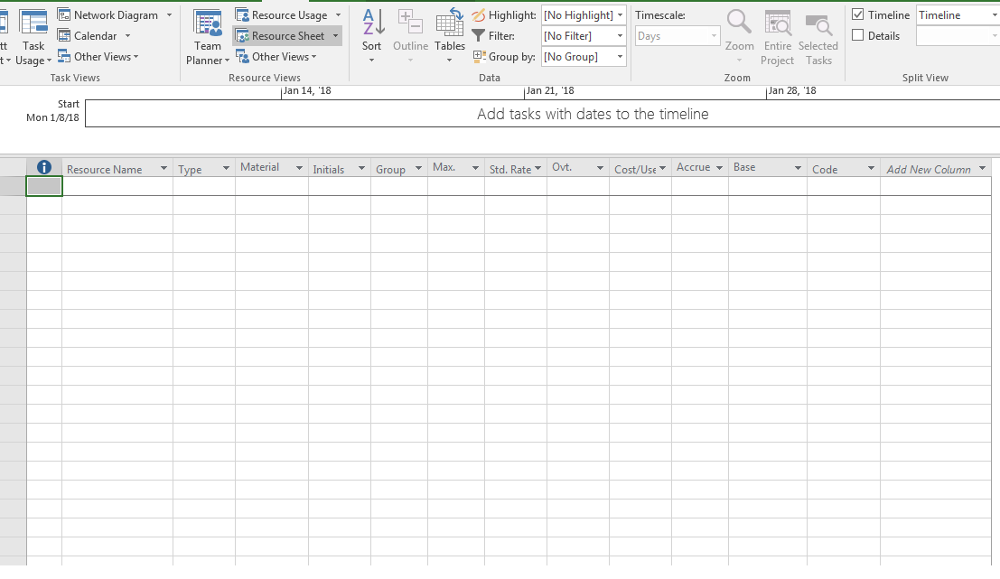 Network Diagram
Calendar
Other Views
Task
Usage
Task Views
Team
Planner
Resource Usage
Resource Sheet
Other Views
Resource Views
A
Z
Sort
Outline
Tables
Highlight: [No Highlight]
Filter: [No Filter]
Group by: [No Group]
Data
Timescale:
Days
Zoom
Entire
Project
Selected
Tasks
Zoom
Timeline Timeline
Details
Split View
Jan 14, '18 Jan 21, '18 Jan 28, '18
Start
Mon 1/8/18
Add tasks with dates to the timeline
i Resource Name Type Material Initials Group Max. Std. Rate Ovt. Cost/Use Accrue Base Code Add New Column